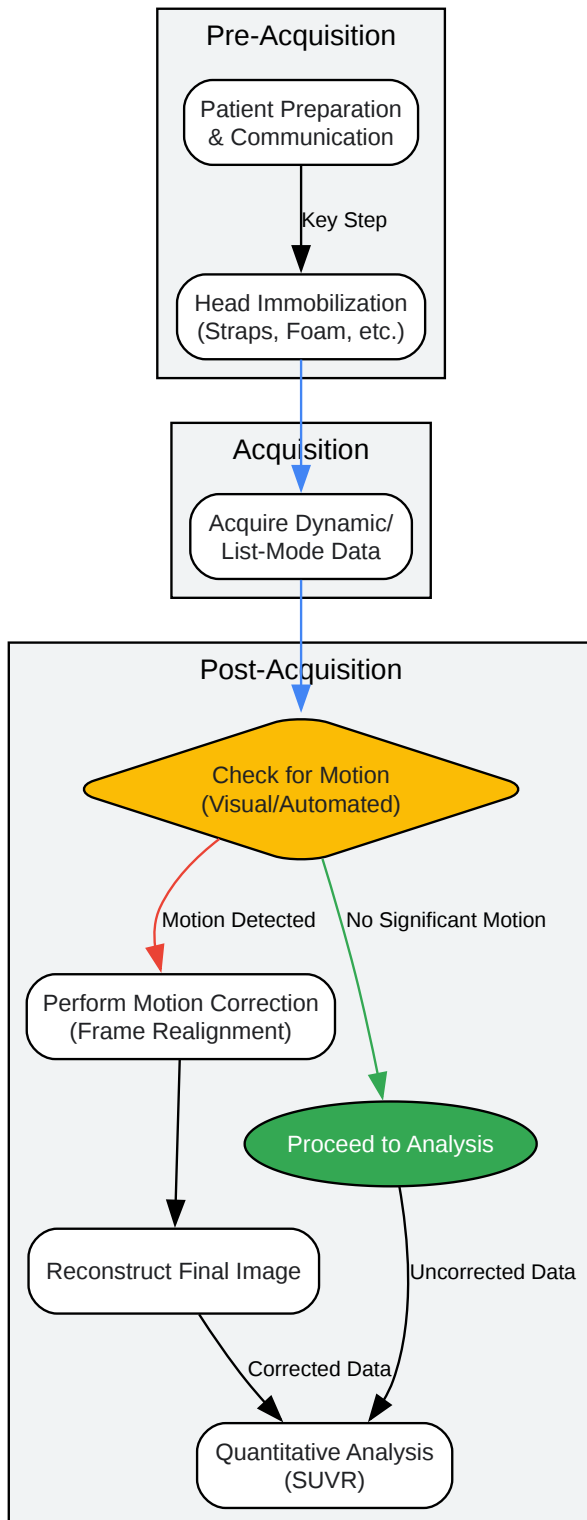 Pre-Acquisition
Patient Preparation
& Communication
Key Step
Head Immobilization
(Straps, Foam, etc.)
Acquisition
Acquire Dynamic/
List-Mode Data
Post-Acquisition
Check for Motion
(Visual/Automated)
Motion Detected
No Significant Motion
Perform Motion Correction
(Frame Realignment)
Proceed to Analysis
Reconstruct Final Image
Uncorrected Data
Corrected Data
Quantitative Analysis
(SUVR)